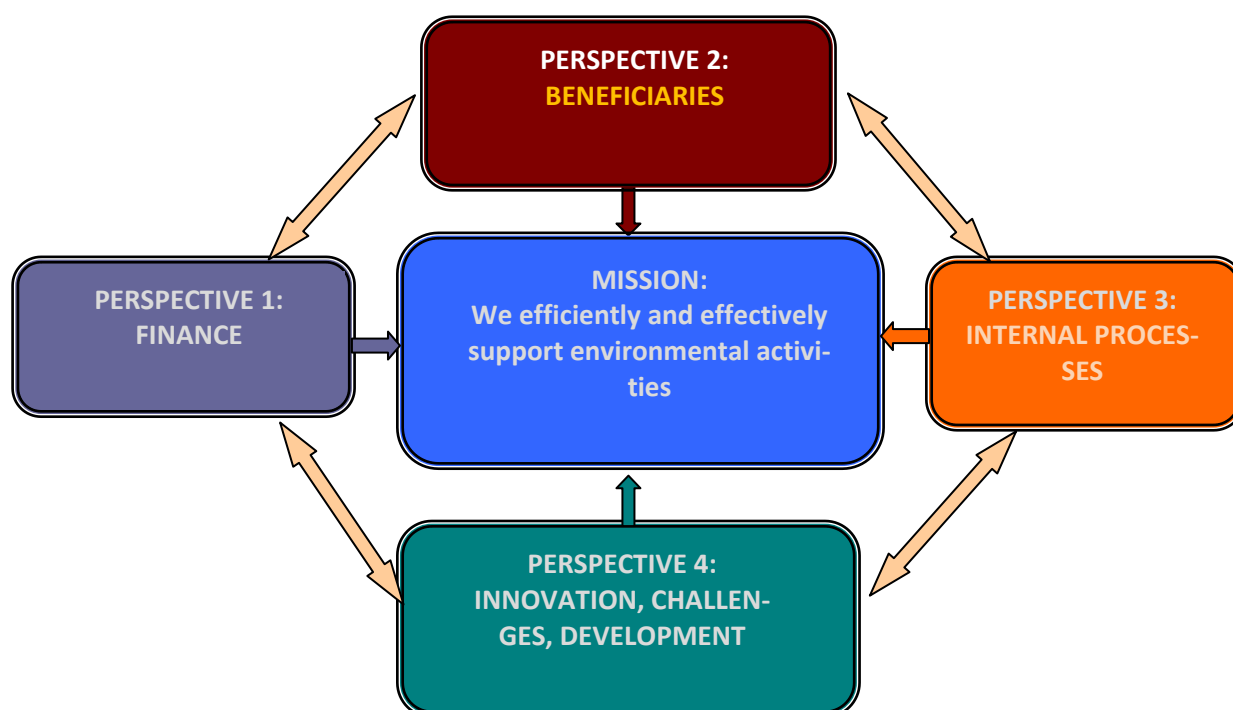 PERSPECTIVE 2:
BENEFICIARIES
PERSPECTIVE 1:
FINANCE
MISSION:
We efficiently and effectively
support environmental activi-
ties
PERSPECTIVE 3:
INTERNAL PROCES-
SES
PERSPECTIVE 4:
INNOVATION, CHALLEN-
GES, DEVELOPMENT